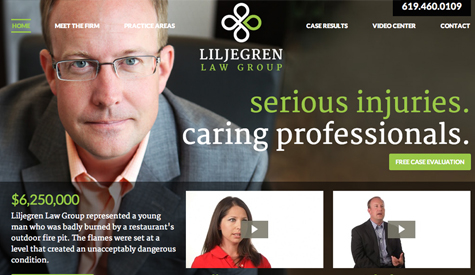 619.460.0109
HOME MEET THE FIRM PRACTICE AREAS CASE RESULTS VIDEO CENTER CONTACT
LILJEGREN
LAW GROUP
serious injuries.
caring professionals.
FREE CASE EVALUATION
$6,250,000
Liljegren Law Group represented a young
man who was badly burned by a restaurant's
outdoor fire pit. The flames were set at a
level that created an unacceptably dangerous
condition.